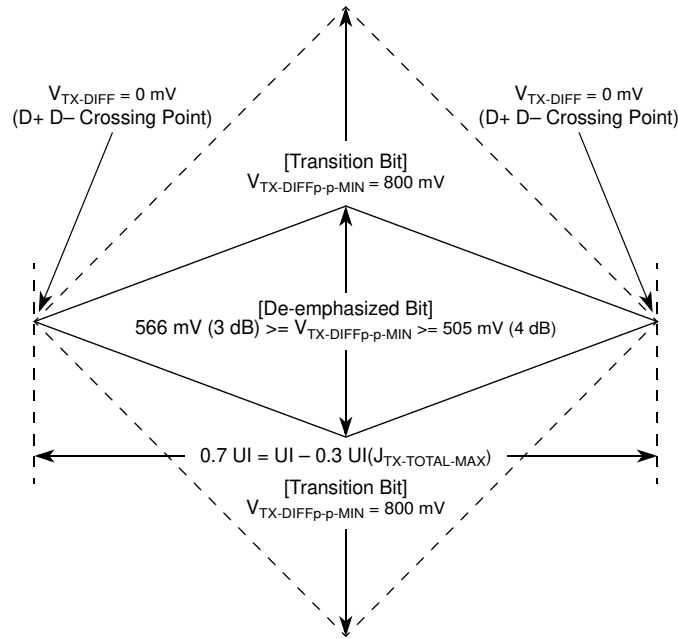 V_TX-DIFF = 0 mV
(D+ D– Crossing Point)
V_TX-DIFF = 0 mV
(D+ D– Crossing Point)
[Transition Bit]
V_TX-DIFFp-p-MIN = 800 mV
[De-emphasized Bit]
566 mV (3 dB) >= V_TX-DIFFp-p-MIN >= 505 mV (4 dB)
0.7 UI = UI – 0.3 UI(J_TX-TOTAL-MAX)
[Transition Bit]
V_TX-DIFFp-p-MIN = 800 mV